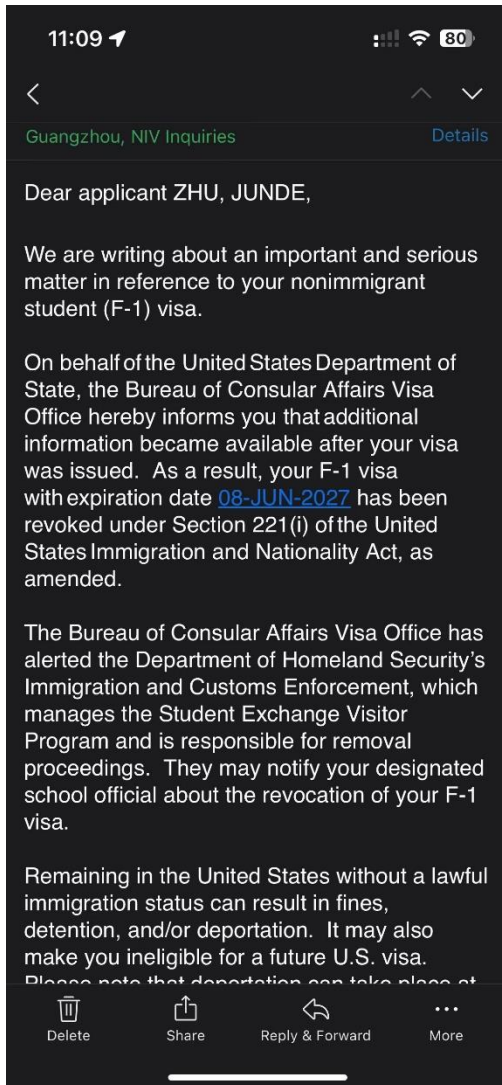 11:09
80
Guangzhou, NIV Inquiries
Details
Dear applicant ZHU, JUNDE,
We are writing about an important and serious
matter in reference to your nonimmigrant
student (F-1) visa.
On behalf of the United States Department of
State, the Bureau of Consular Affairs Visa
Office hereby informs you that additional
information became available after your visa
was issued.  As a result, your F-1 visa
with expiration date 08-JUN-2027 has been
revoked under Section 221(i) of the United
States Immigration and Nationality Act, as
amended.
The Bureau of Consular Affairs Visa Office has
alerted the Department of Homeland Security's
Immigration and Customs Enforcement, which
manages the Student Exchange Visitor
Program and is responsible for removal
proceedings.  They may notify your designated
school official about the revocation of your F-1
visa.
Remaining in the United States without a lawful
immigration status can result in fines,
detention, and/or deportation.  It may also
make you ineligible for a future U.S. visa.
Please note that deportation can take place at
Delete
Share
Reply & Forward
More